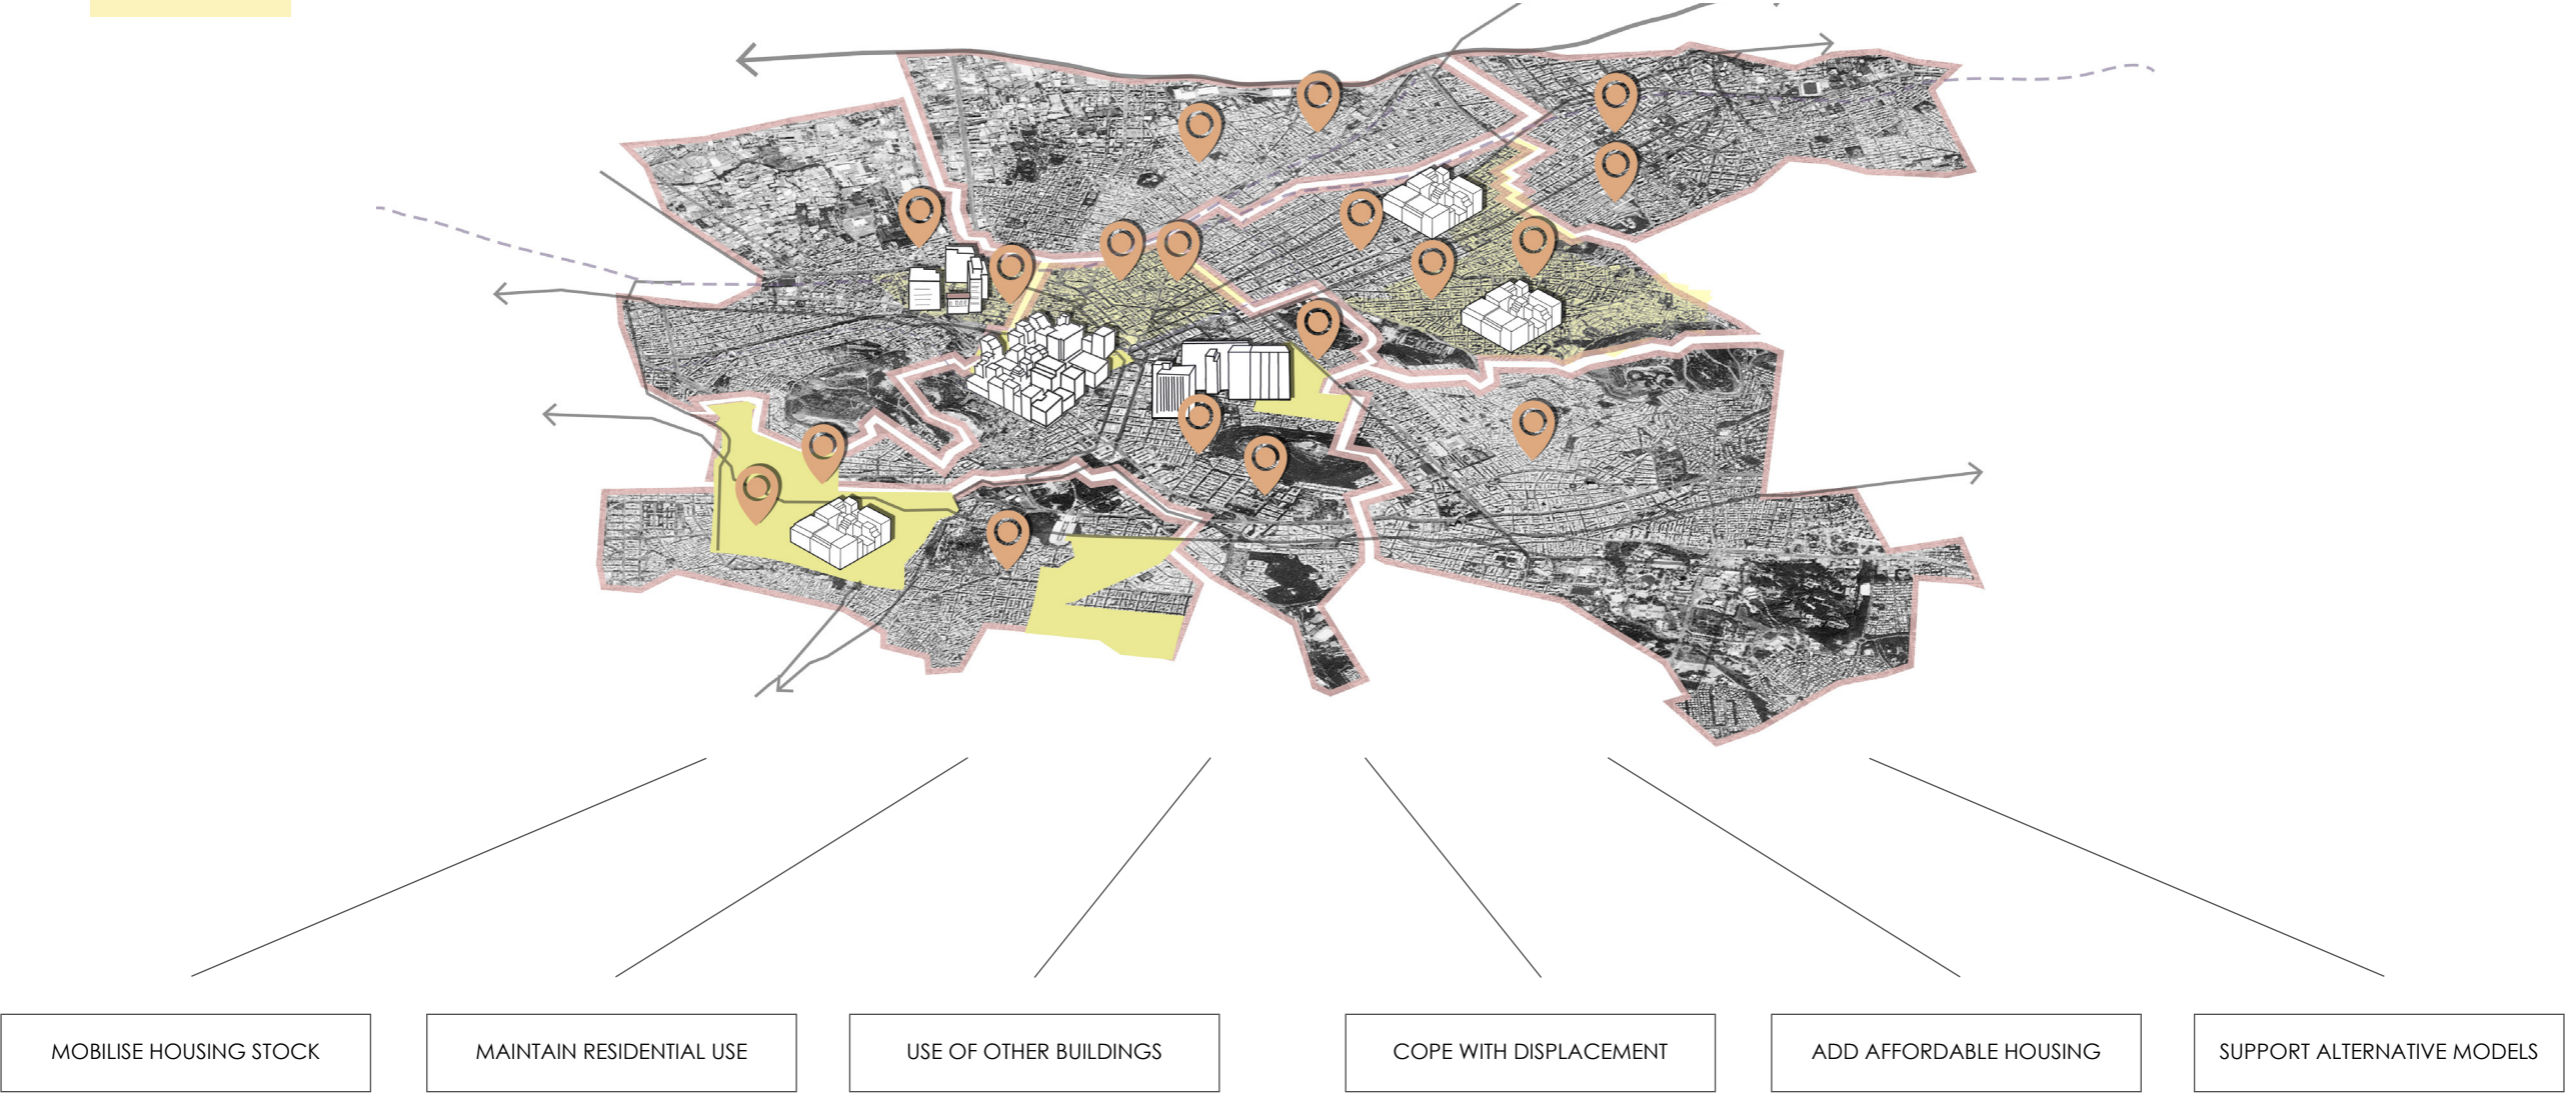 MOBILISE HOUSING STOCK
MAINTAIN RESIDENTIAL USE
USE OF OTHER BUILDINGS
COPE WITH DISPLACEMENT
ADD AFFORDABLE HOUSING
SUPPORT ALTERNATIVE MODELS